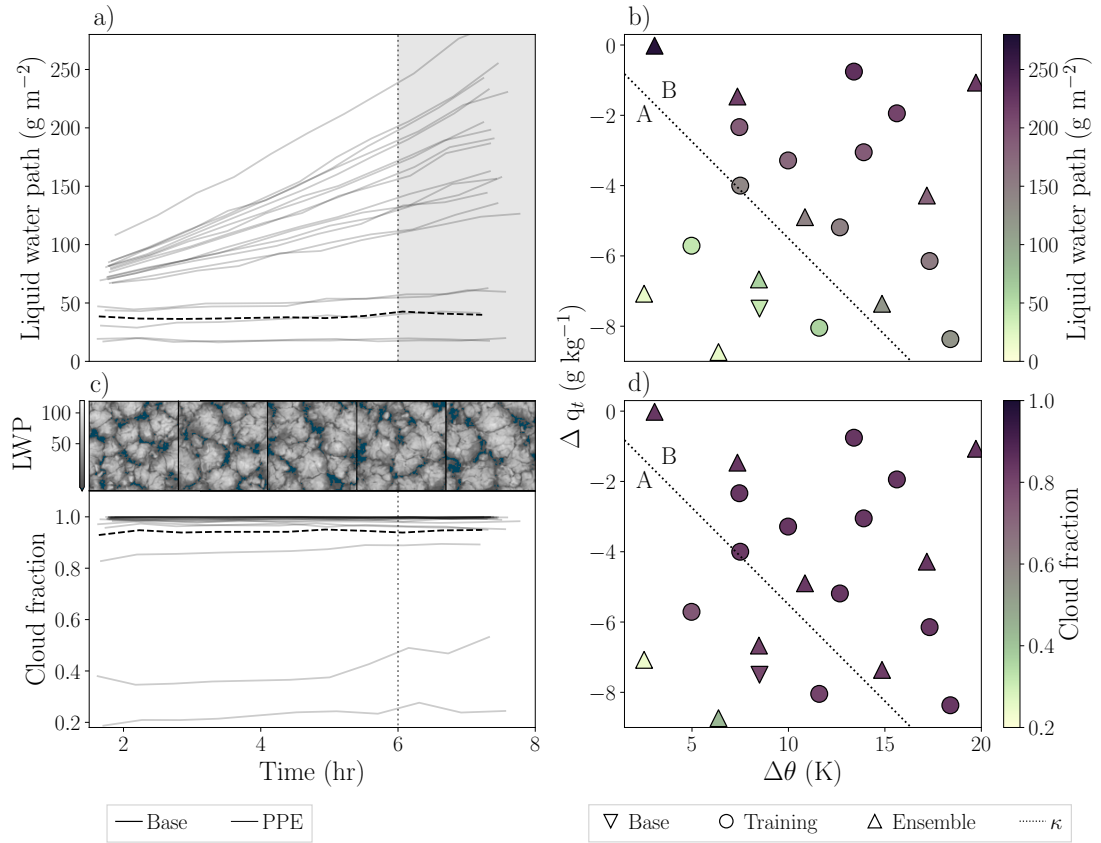 a)
Liquid water path (g m⁻²)
250
200
150
100
50
0
b)
0
−2
−4
−6
−8
B
A
250
200
150
100
50
0
Liquid water path (g m⁻²)
Δ qₜ (g kg⁻¹)
c)
LWP
100
50
Cloud fraction
1.0
0.8
0.6
0.4
0.2
2
4
6
8
Time (hr)
d)
0
−2
−4
−6
−8
B
A
5
10
15
20
Δθ (K)
1.0
0.8
0.6
0.4
0.2
Cloud fraction
Base PPE
Base Training Ensemble κ